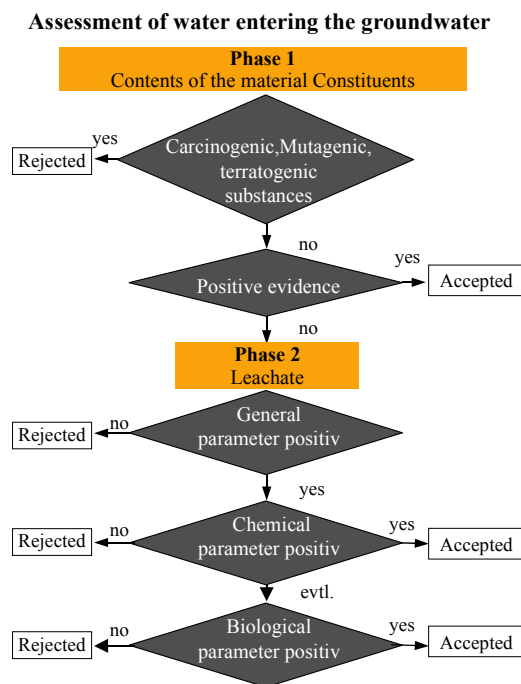 Assessment of water entering the groundwater
Phase 1
Contents of the material Constituents
yes
Rejected
Carcinogenic,Mutagenic,
terratogenic
substances
no
Positive evidence
yes
Accepted
no
Phase 2
Leachate
General
parameter positiv
no
Rejected
yes
Chemical
parameter positiv
no
Rejected
yes
Accepted
evtl.
Biological
parameter positiv
no
Rejected
yes
Accepted